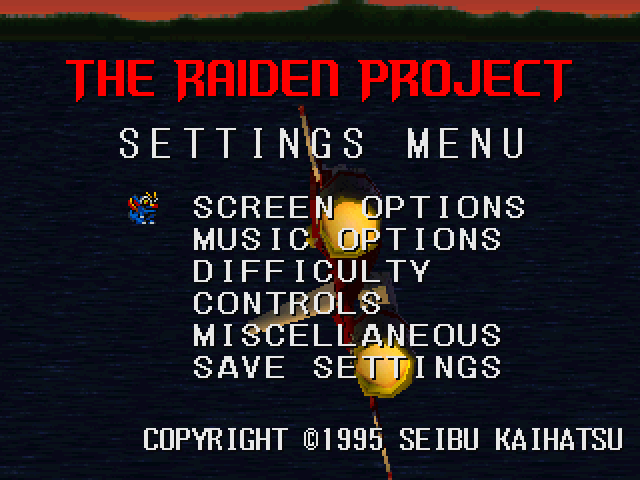 THE RAIDEN PROJECT
SETTINGS MENU
SCREEN OPTIONS
MUSIC OPTIONS
DIFFICULTY
CONTROLS
MISCELLANEOUS
SAVE SETTINGS
COPYRIGHT ©1995 SEIBU KAIHATSU